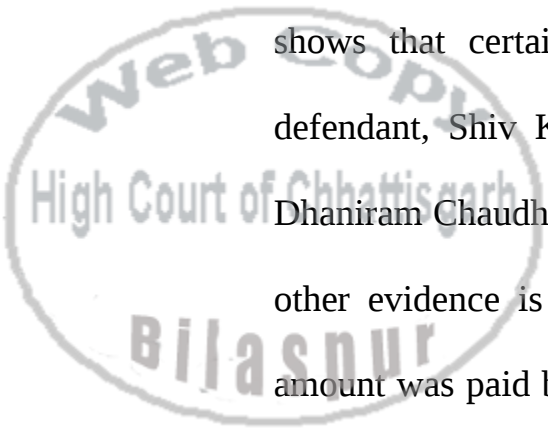 Web Copy
High Court of Chhattisgarh
Bilaspur
shows that certai
defendant, Shiv K
Dhaniram Chaudh
other evidence is
amount was paid b